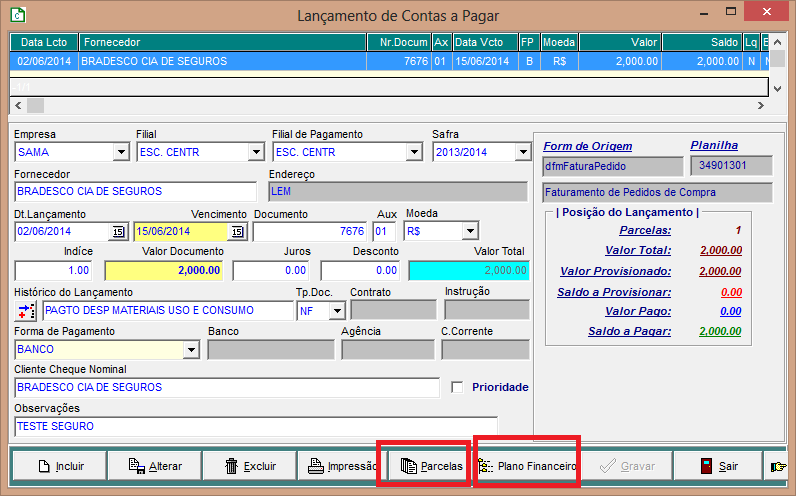 Lançamento de Contas a Pagar
Data Lcto Fornecedor Nr.Docum Ax Data Vcto FP Moeda Valor Saldo Lq
02/06/2014 BRADESCO CIA DE SEGUROS 7676 01 15/06/2014 B R$ 2,000.00 2,000.00 N
Empresa Filial Filial de Pagamento Safra
SAMA ESC. CENTR ESC. CENTR 2013/2014
Fornecedor Endereço
BRADESCO CIA DE SEGUROS LEM
Dt.Lançamento Vencimento Documento Aux Moeda
02/06/2014 15 15/06/2014 15 7676 01 R$
Indíce Valor Documento Juros Desconto Valor Total
1.00 2,000.00 0.00 0.00 2,000.00
Histórico do Lançamento Tp.Doc. Contrato Instrução
PAGTO DESP MATERIAIS USO E CONSUMO NF
Forma de Pagamento Banco Agência C.Corrente
BANCO
Cliente Cheque Nominal
BRADESCO CIA DE SEGUROS Prioridade
Observações
TESTE SEGURO
Form de Origem Planilha
dfmFaturaPedido 34901301
Faturamento de Pedidos de Compra
| Posição do Lançamento |
Parcelas: 1
Valor Total: 2,000.00
Valor Provisionado: 2,000.00
Saldo a Provisionar: 0.00
Valor Pago: 0.00
Saldo a Pagar: 2,000.00
Incluir Alterar Excluir Impressão Parcelas Plano Financeiro Gravar Sair